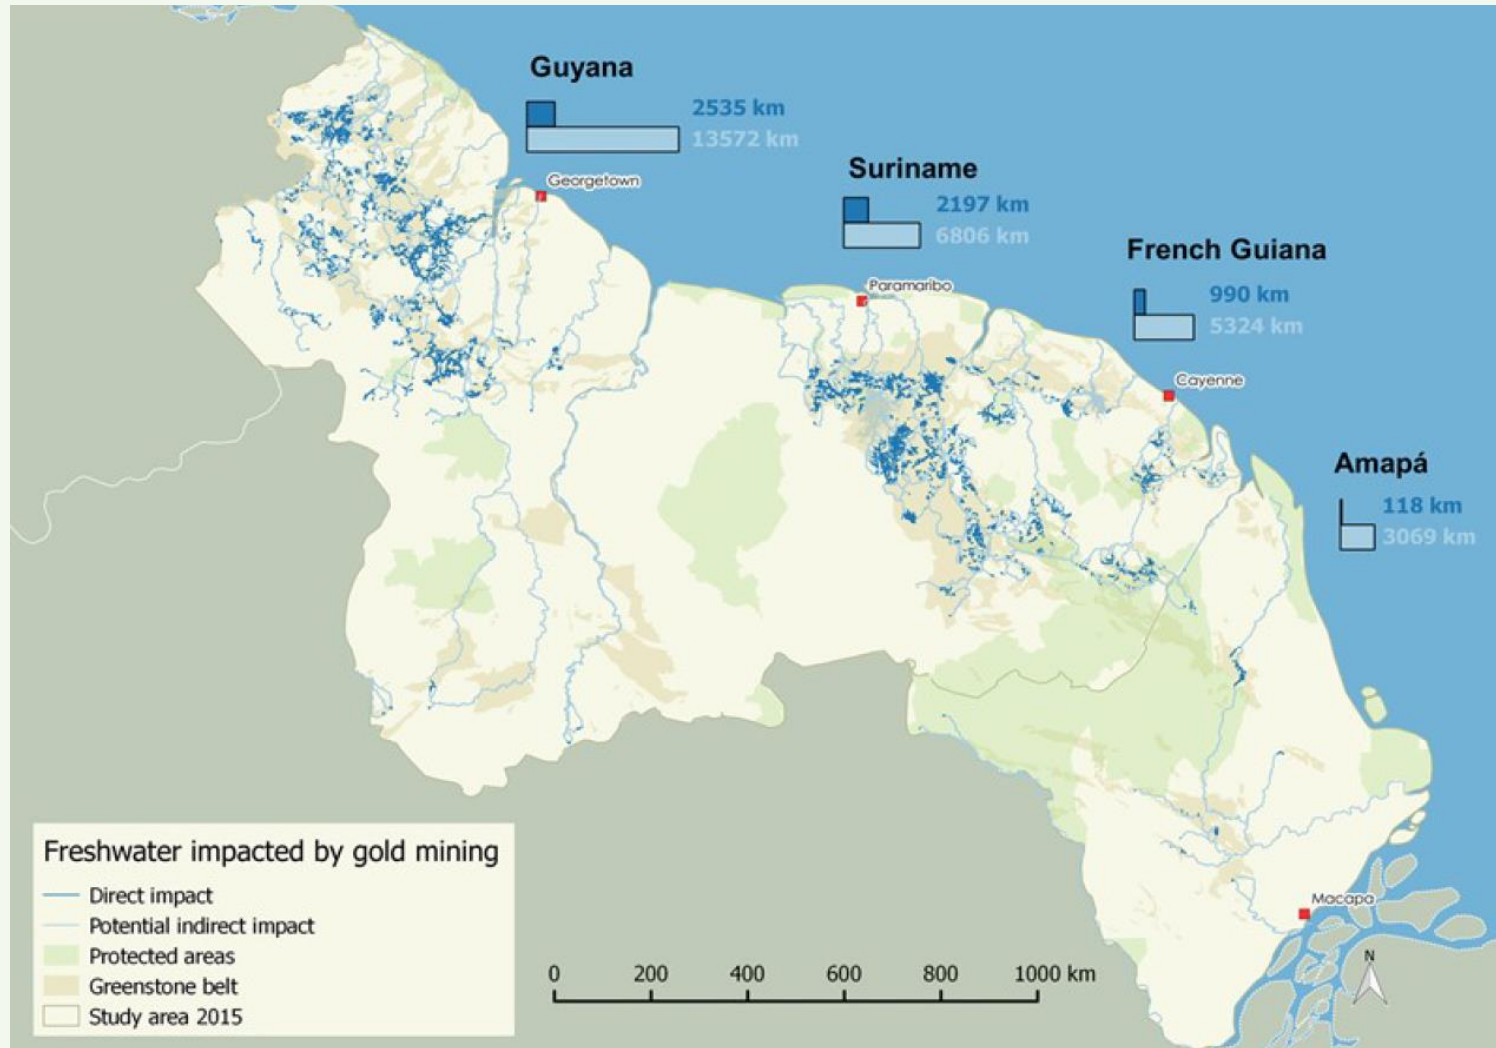 Guyana
2535 km
13572 km
Georgetown
Suriname
2197 km
6806 km
Paramaribo
French Guiana
990 km
5324 km
Cayenne
Amapá
118 km
3069 km
Macapa
N
Freshwater impacted by gold mining
Direct impact
Potential indirect impact
Protected areas
Greenstone belt
Study area 2015
0 200 400 600 800 1000 km